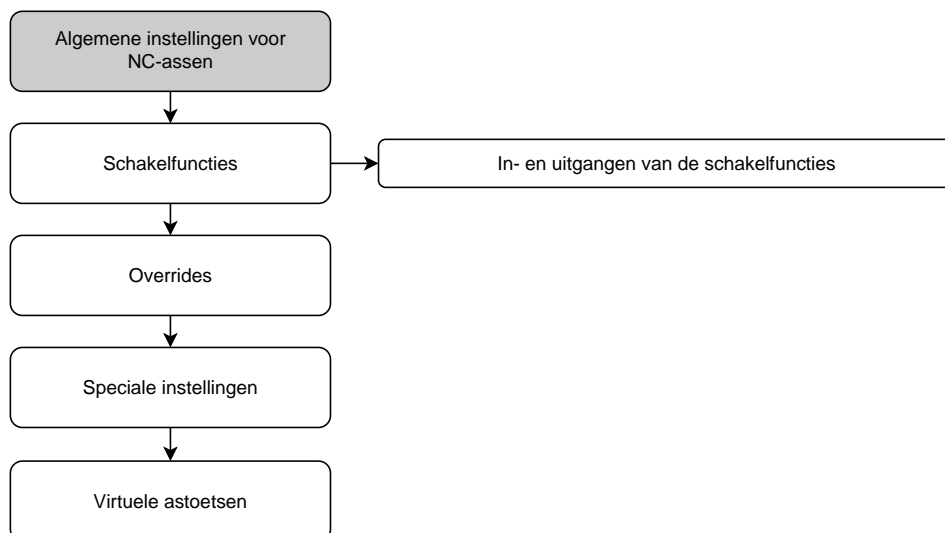 Algemene instellingen voor
NC-assen
Schakelfuncties
In- en uitgangen van de schakelfuncties
Overrides
Speciale instellingen
Virtuele astoetsen